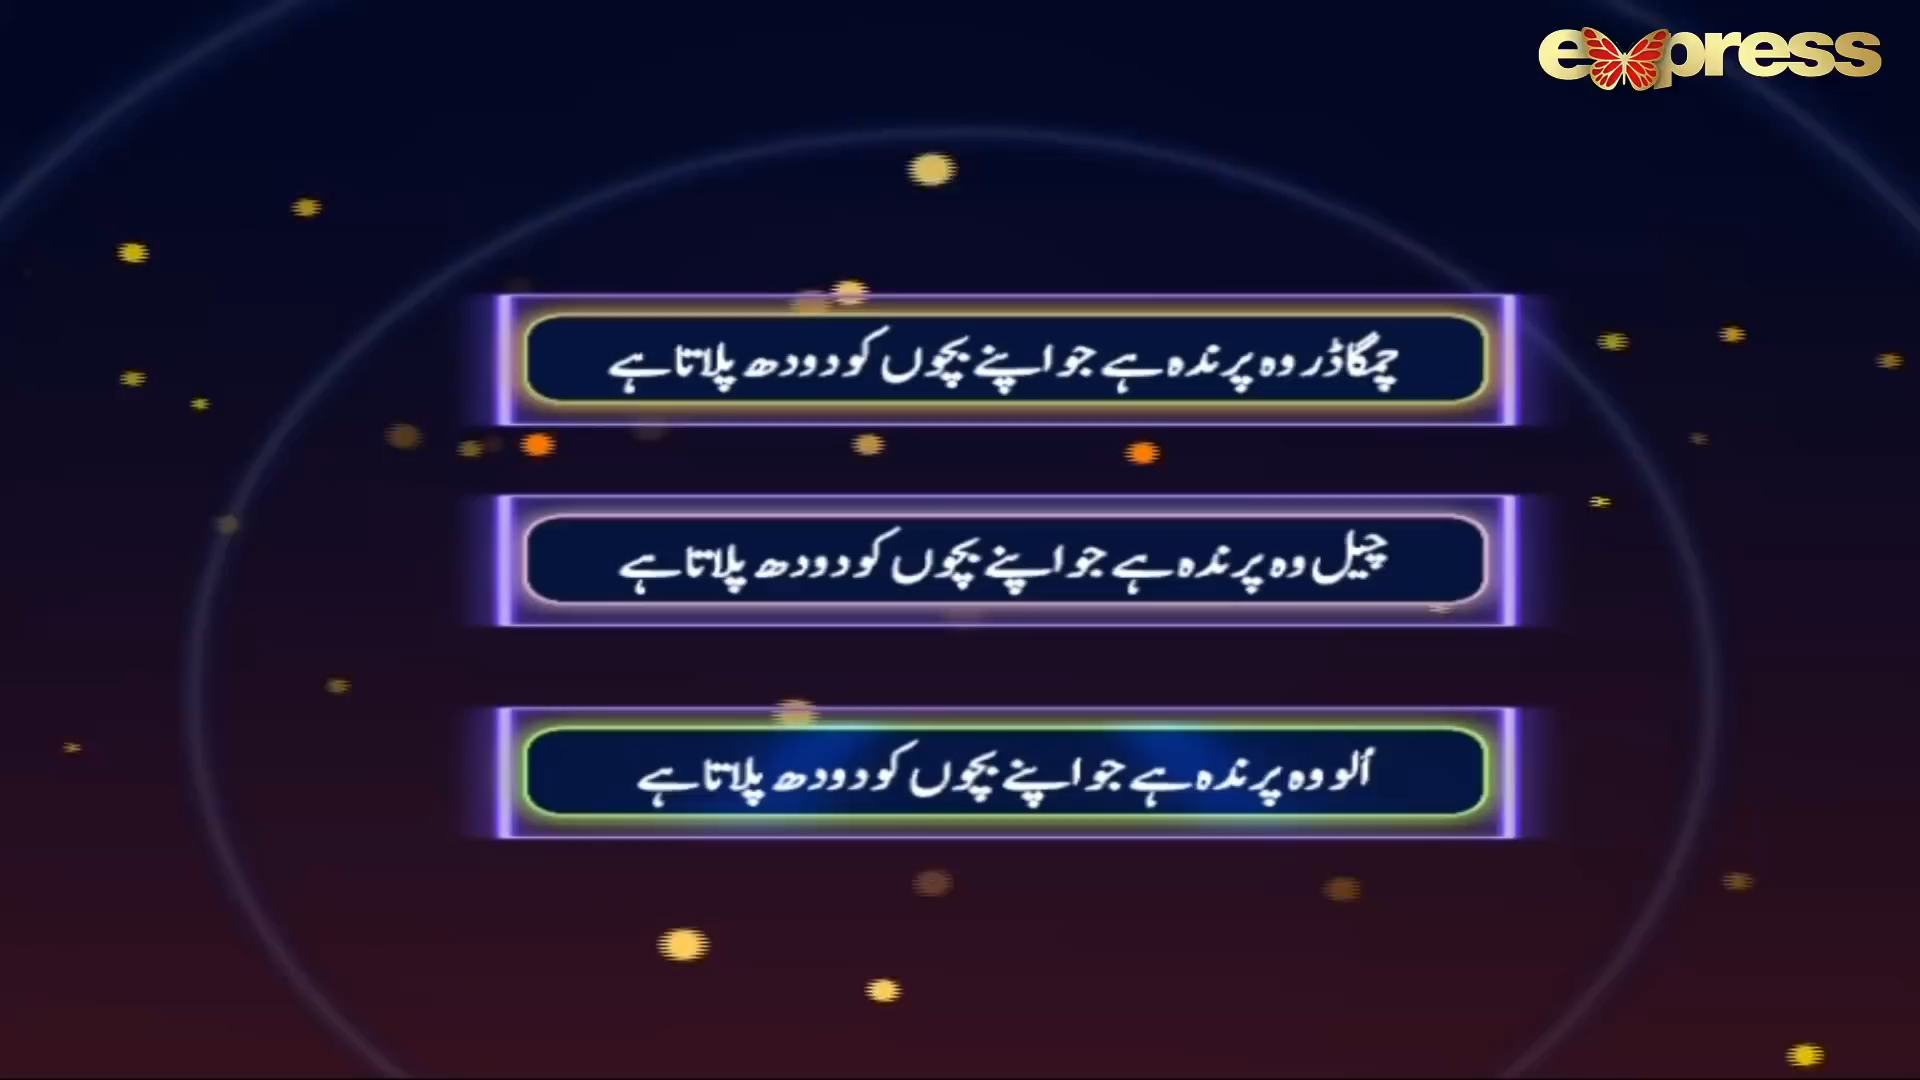 express
چمگاڈر وہ پرندہ ہے جو اپنے بچوں کو دودھ پلاتا ہے
چیل وہ پرندہ ہے جو اپنے بچوں کو دودھ پلاتا ہے
اُلو وہ پرندہ ہے جو اپنے بچوں کو دودھ پلاتا ہے